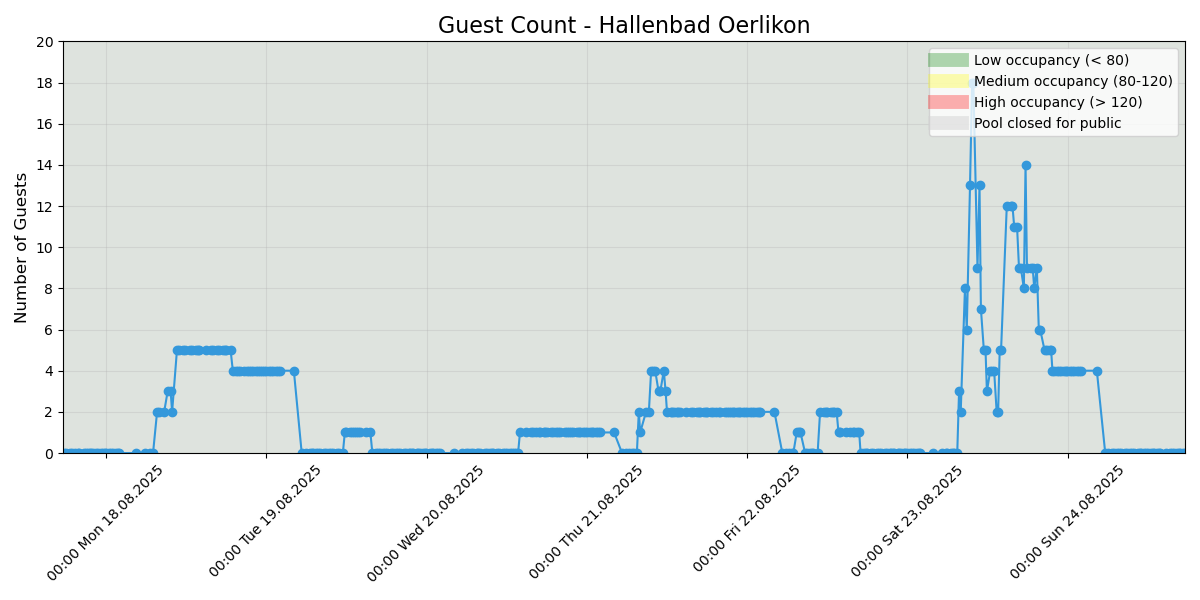 Guest Count - Hallenbad Oerlikon
Number of Guests
20
18
16
14
12
10
8
6
4
2
0
Low occupancy (< 80)
Medium occupancy (80-120)
High occupancy (> 120)
Pool closed for public
00:00 Mon 18.08.2025
00:00 Tue 19.08.2025
00:00 Wed 20.08.2025
00:00 Thu 21.08.2025
00:00 Fri 22.08.2025
00:00 Sat 23.08.2025
00:00 Sun 24.08.2025